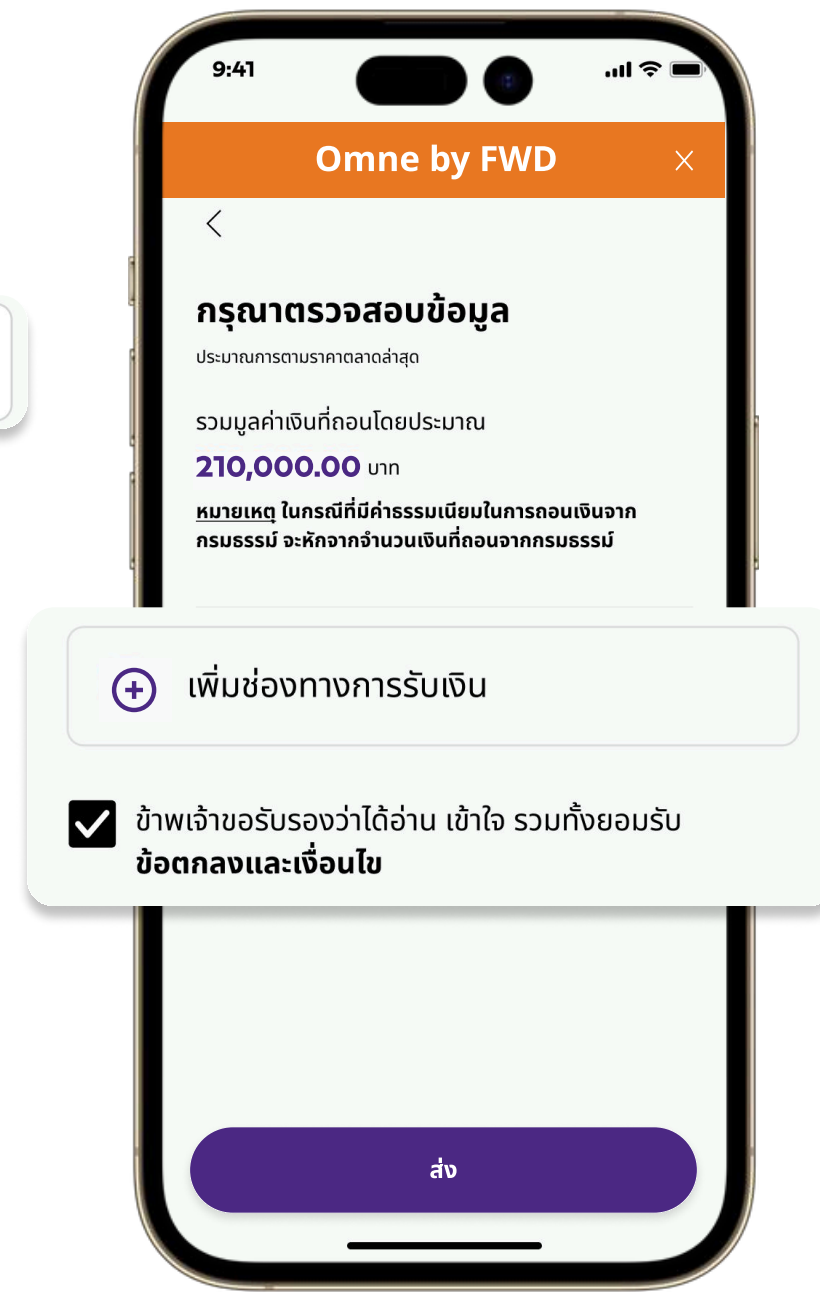 9:41
Omne by FWD
กรุณาตรวจสอบข้อมูล
ประมาณการตามราคาตลาดล่าสุด
รวมมูลค่าเงินที่ถอนโดยประมาณ
210,000.00 บาท
หมายเหตุ ในกรณีที่มีค่าธรรมเนียมในการถอนเงินจาก
กรมธรรม์ จะหักจากจำนวนเงินที่ถอนจากกรมธรรม์
เพิ่มช่องทางการรับเงิน
ข้าพเจ้าขอรับรองว่าได้อ่าน เข้าใจ รวมทั้งยอมรับ
ข้อตกลงและเงื่อนไข
ส่ง